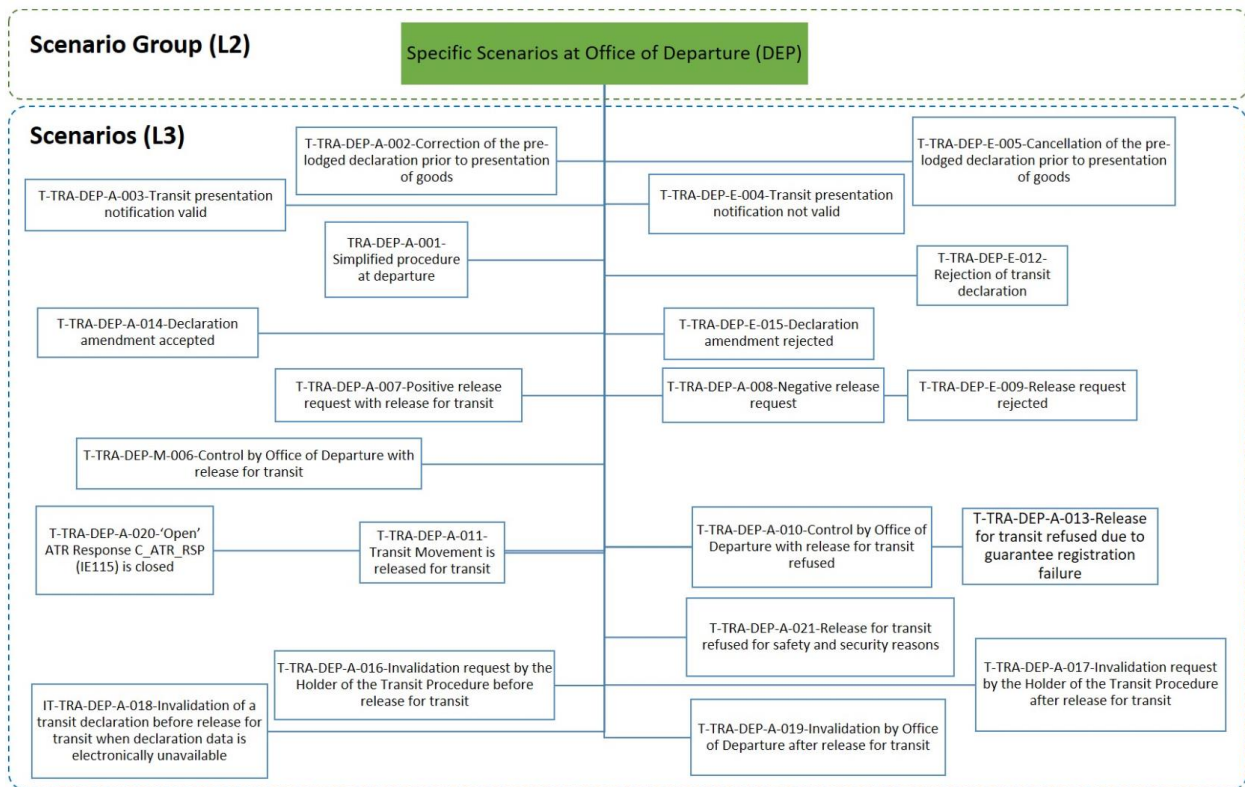 Scenario Group (L2)
Specific Scenarios at Office of Departure (DEP)
Scenarios (L3)
T-TRA-DEP-A-002-Correction of the pre-
lodged declaration prior to presentation
of goods
T-TRA-DEP-E-005-Cancellation of the pre-
lodged declaration prior to presentation
of goods
T-TRA-DEP-A-003-Transit presentation
notification valid
T-TRA-DEP-E-004-Transit presentation
notification not valid
TRA-DEP-A-001-
Simplified procedure
at departure
T-TRA-DEP-E-012-
Rejection of transit
declaration
T-TRA-DEP-A-014-Declaration
amendment accepted
T-TRA-DEP-E-015-Declaration
amendment rejected
T-TRA-DEP-A-007-Positive release
request with release for transit
T-TRA-DEP-A-008-Negative release
request
T-TRA-DEP-E-009-Release request
rejected
T-TRA-DEP-M-006-Control by Office of Departure with
release for transit
T-TRA-DEP-A-020-‘Open’
ATR Response C_ATR_RSP
(IE115) is closed
T-TRA-DEP-A-011-
Transit Movement is
released for transit
T-TRA-DEP-A-010-Control by Office of
Departure with release for transit
refused
T-TRA-DEP-A-013-Release
for transit refused due to
guarantee registration
failure
T-TRA-DEP-A-021-Release for transit
refused for safety and security reasons
T-TRA-DEP-A-016-Invalidation request by the
Holder of the Transit Procedure before
release for transit
T-TRA-DEP-A-017-Invalidation request
by the Holder of the Transit Procedure
after release for transit
IT-TRA-DEP-A-018-Invalidation of a
transit declaration before release for
transit when declaration data is
electronically unavailable
T-TRA-DEP-A-019-Invalidation by Office
of Departure after release for transit